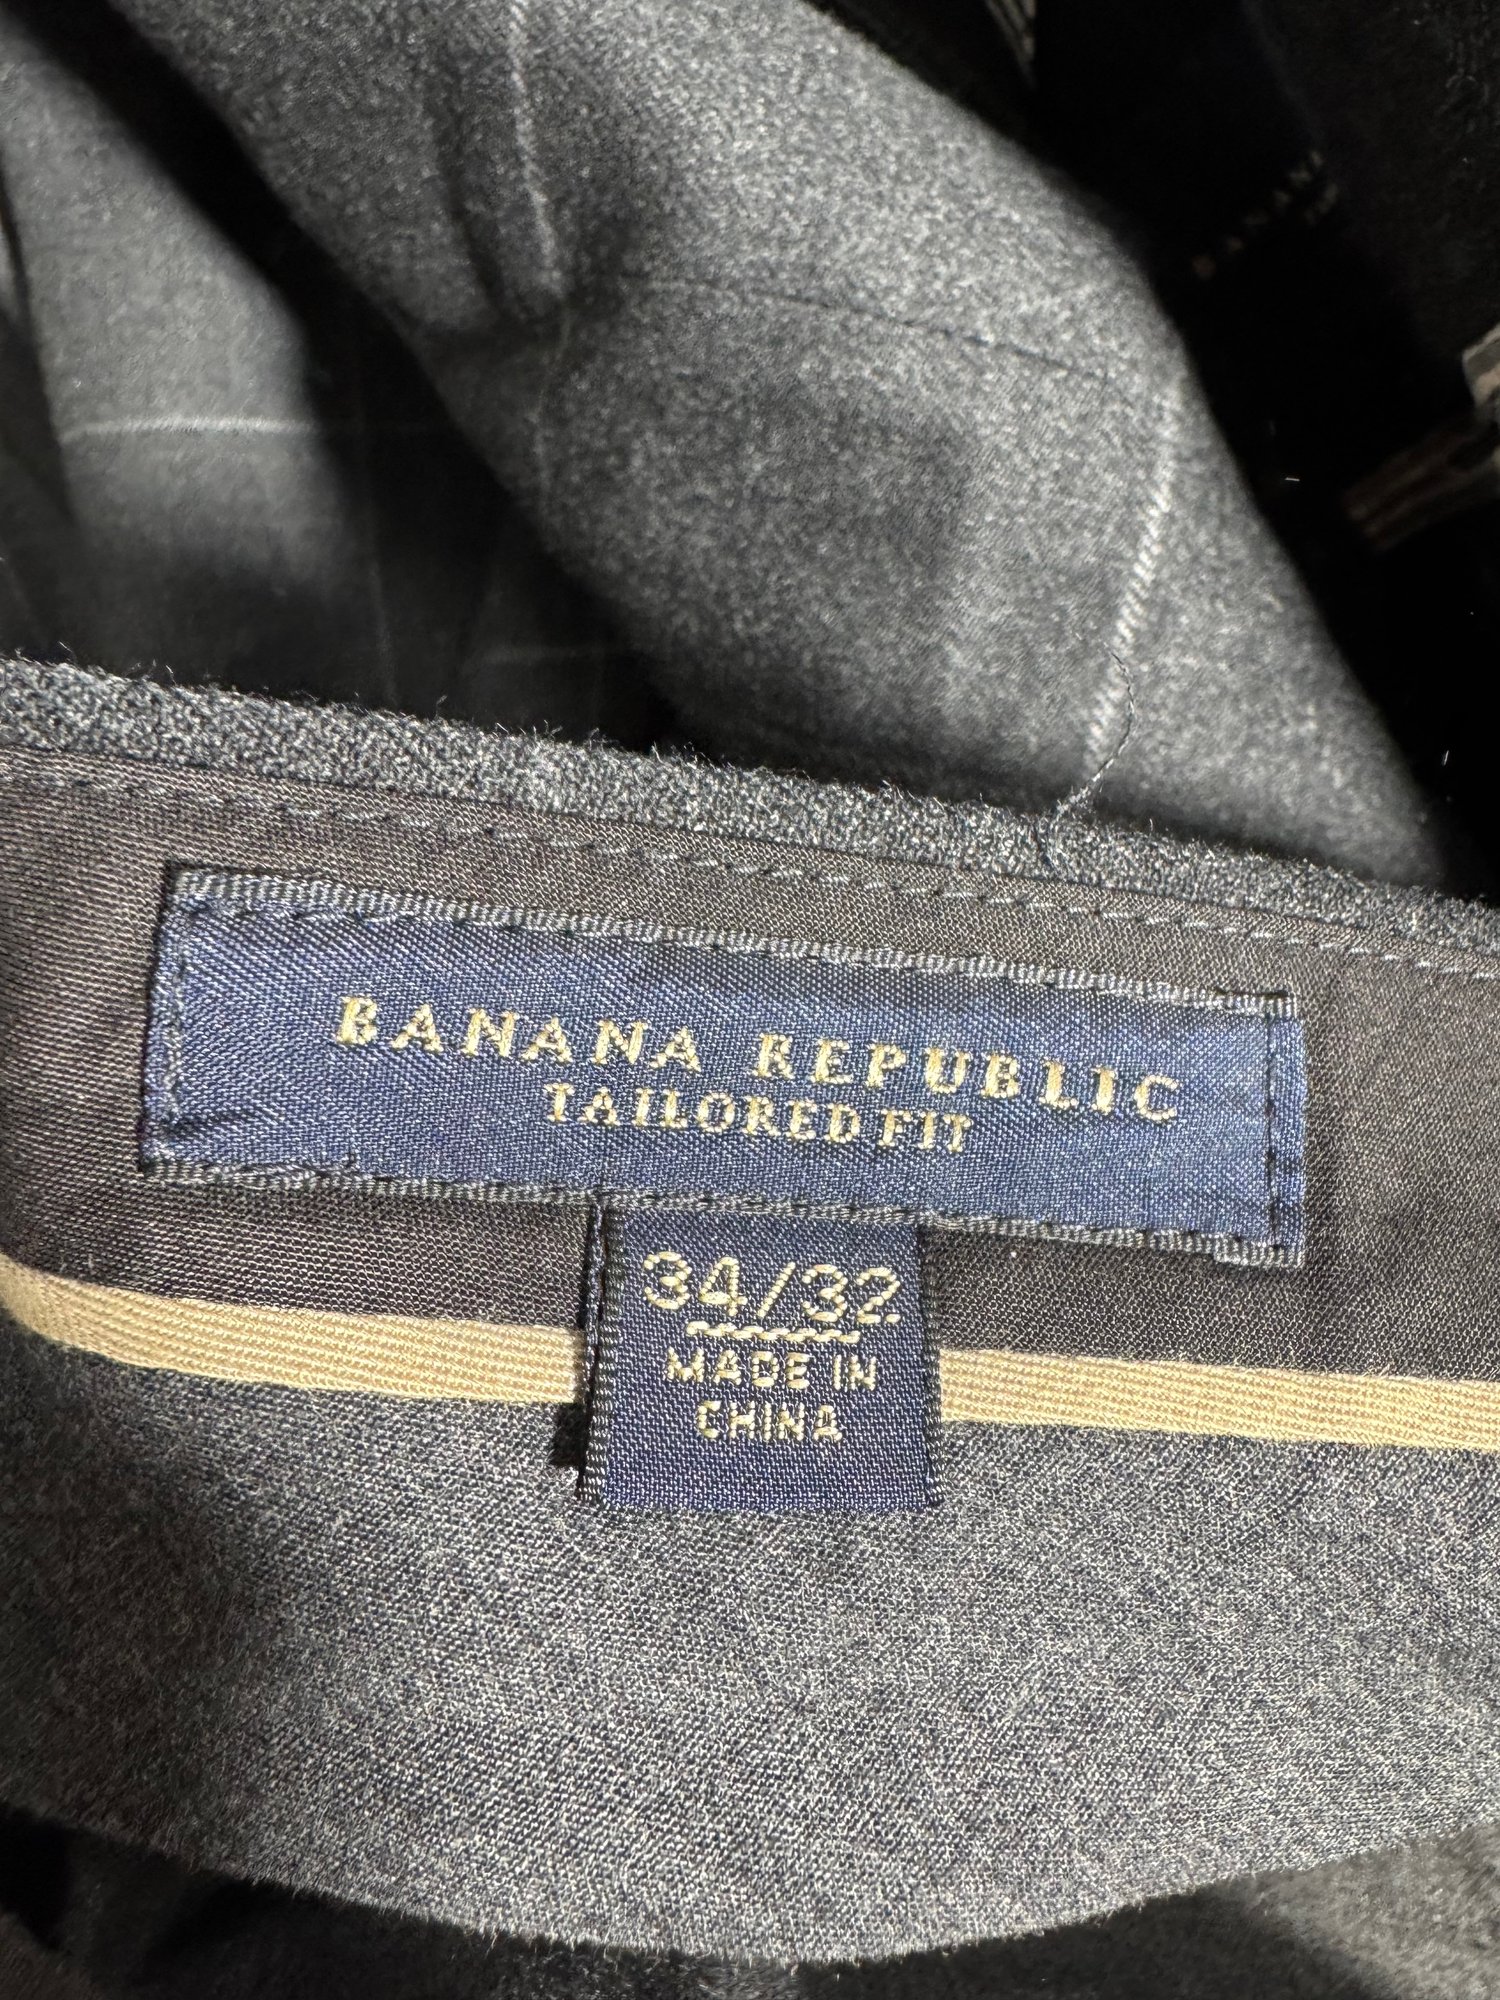 BANANA REPUBLIC
TAILORED FIT
34/32
MADE IN
CHINA